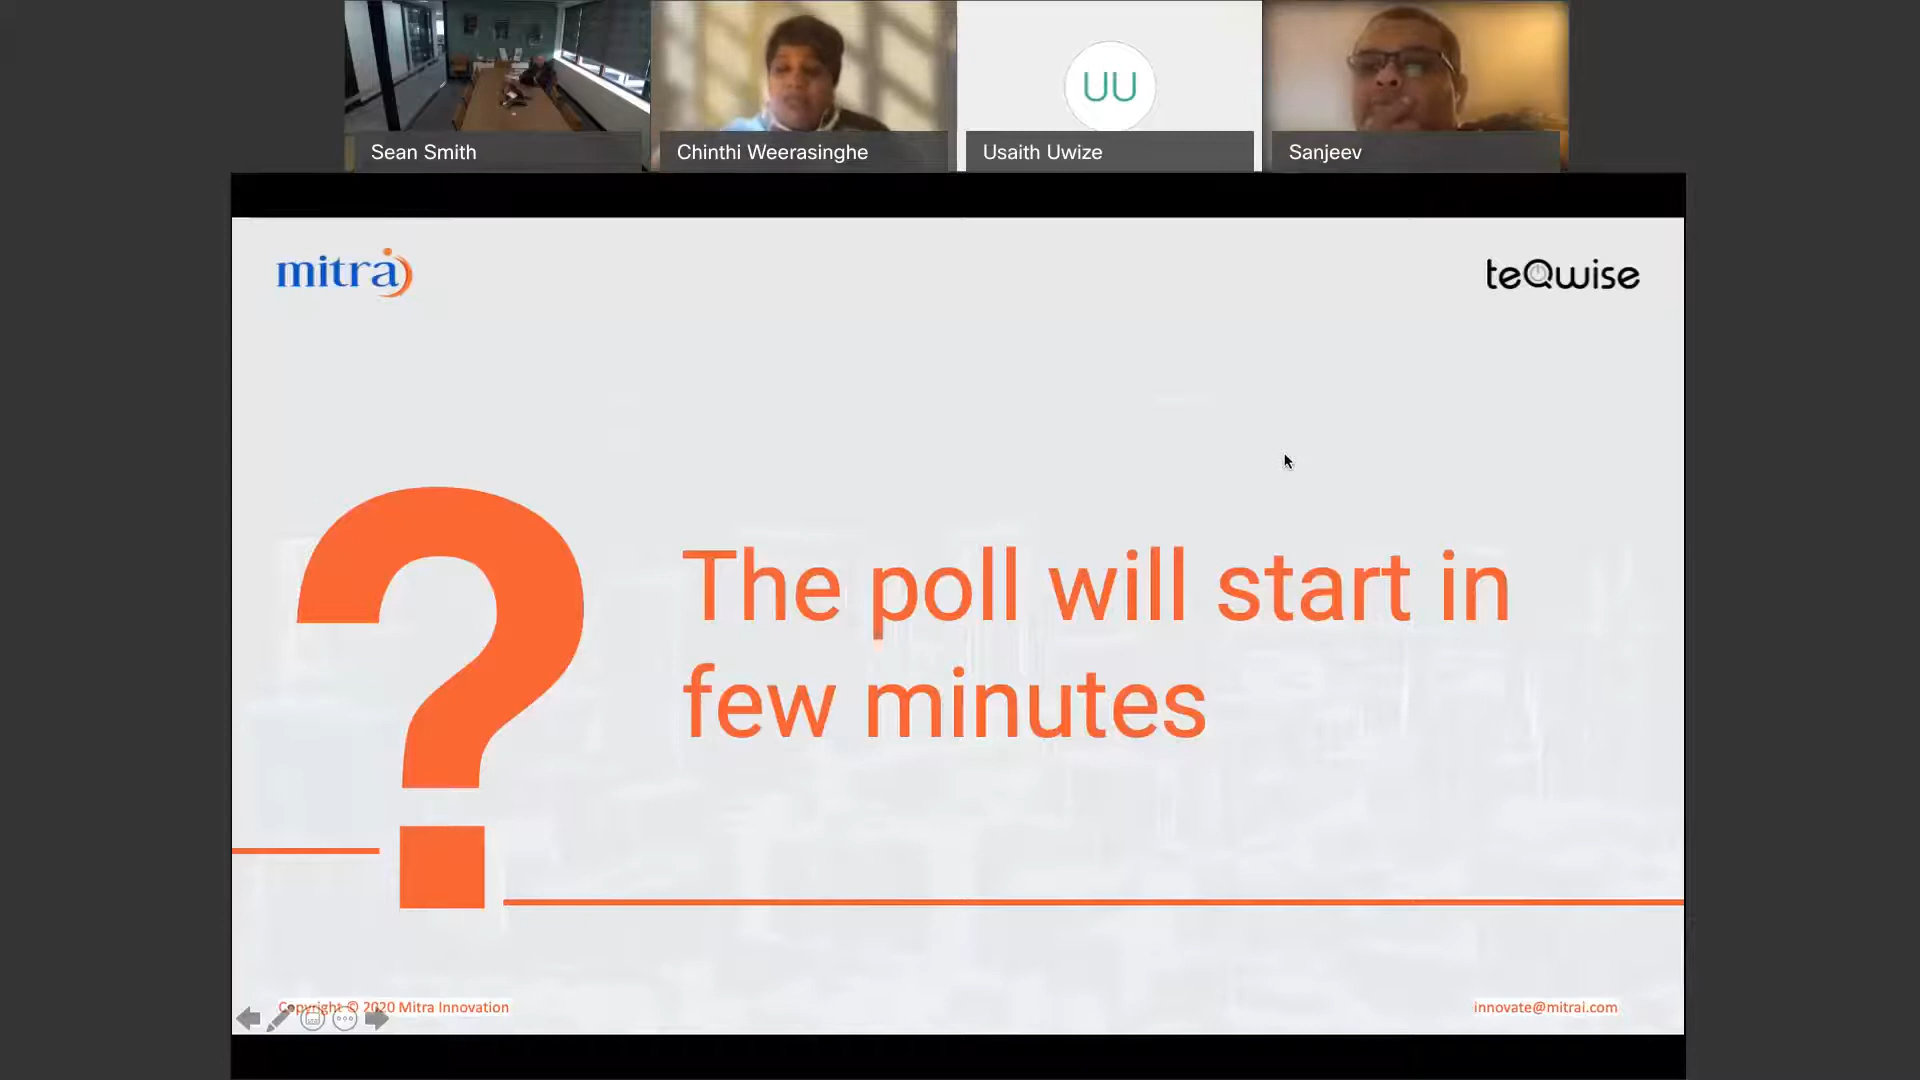 Sean Smith
Chinthi Weerasinghe
UU
Usaith Uwize
Sanjeev
mitra
teQwise
?
The poll will start in
few minutes
Copyright © 2020 Mitra Innovation
innovate@mitrai.com